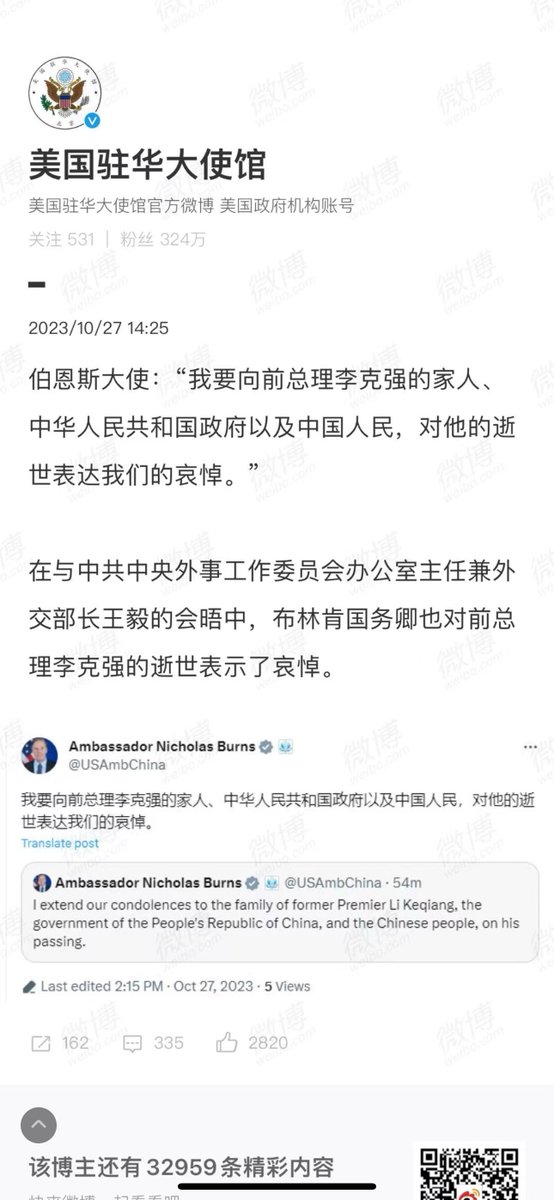 美国驻华大使馆
美国驻华大使馆官方微博 美国政府机构账号
关注 531 | 粉丝 324万
2023/10/27 14:25
伯恩斯大使：“我要向前总理李克强的家人、
中华人民共和国政府以及中国人民，对他的逝
世表达我们的哀悼。”
在与中共中央外事工作委员会办公室主任兼外
交部长王毅的会晤中，布林肯国务卿也对前总
理李克强的逝世表示了哀悼。
Ambassador Nicholas Burns
@USAmbChina
我要向前总理李克强的家人、中华人民共和国政府以及中国人民，对他的逝
世表达我们的哀悼。
Translate post
Ambassador Nicholas Burns @USAmbChina · 54m
I extend our condolences to the family of former Premier Li Keqiang, the
government of the People's Republic of China, and the Chinese people, on his
passing.
Last edited 2:15 PM · Oct 27, 2023 · 5 Views
162 335 2820
该博主还有 32959 条精彩内容
微博
weibo.com